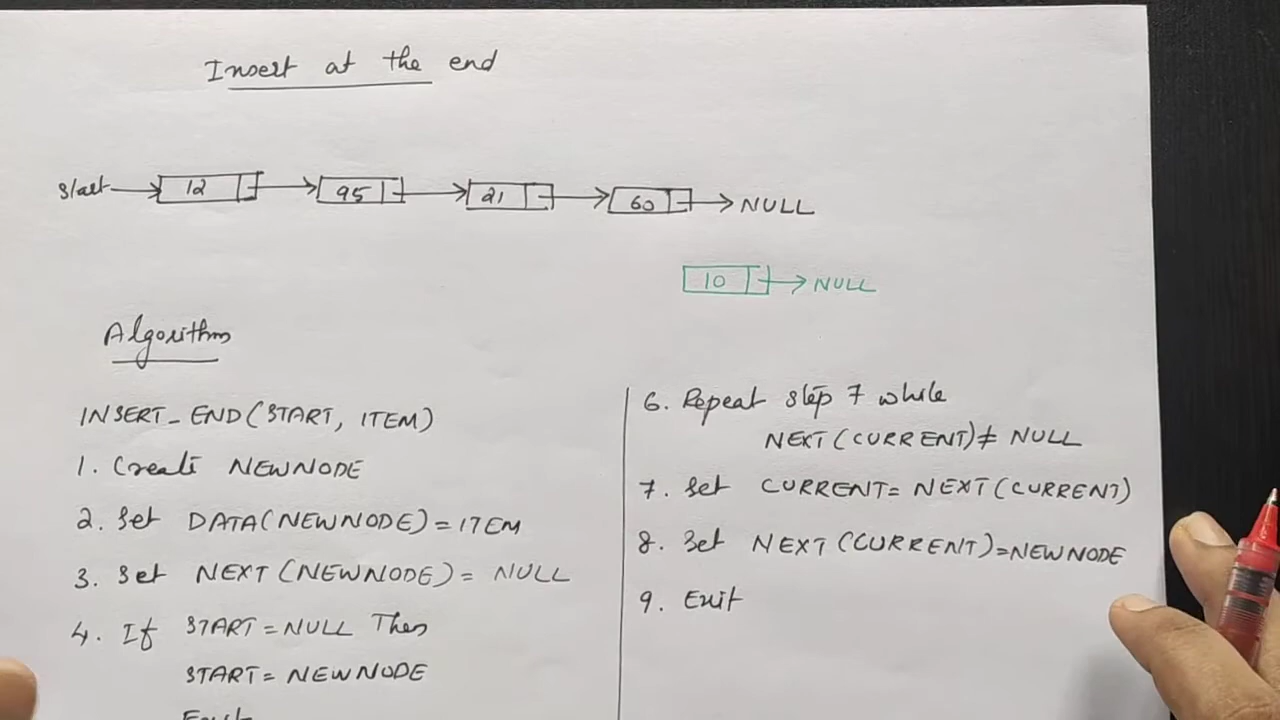 Insert at the end
Start 12 95 21 60 NULL
10 NULL
Algorithm
INSERT_END(START, ITEM)
1. Create NEWNODE
2. Set DATA(NEWNODE)=ITEM
3. Set NEXT(NEWNODE)= NULL
4. If START=NULL Then
START=NEWNODE
6. Repeat step 7 while
NEXT(CURRENT)≠ NULL
7. Set CURRENT= NEXT(CURRENT)
8. Set NEXT(CURRENT)=NEWNODE
9. Exit